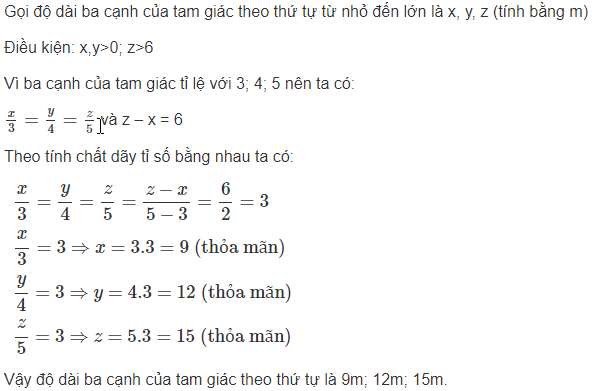 Gọi độ dài ba cạnh của tam giác theo thứ tự từ nhỏ đến lớn là x, y, z (tính bằng m)
Điều kiện: x,y>0; z>6
Vì ba cạnh của tam giác tỉ lệ với 3; 4; 5 nên ta có:
x/3 = y/4 = z/5 và z – x = 6
Theo tính chất dãy tỉ số bằng nhau ta có:
x/3 = y/4 = z/5 = (z − x)/(5 − 3) = 6/2 = 3
x/3 = 3 ⇒ x = 3.3 = 9 (thỏa mãn)
y/4 = 3 ⇒ y = 4.3 = 12 (thỏa mãn)
z/5 = 3 ⇒ z = 5.3 = 15 (thỏa mãn)
Vậy độ dài ba cạnh của tam giác theo thứ tự là 9m; 12m; 15m.